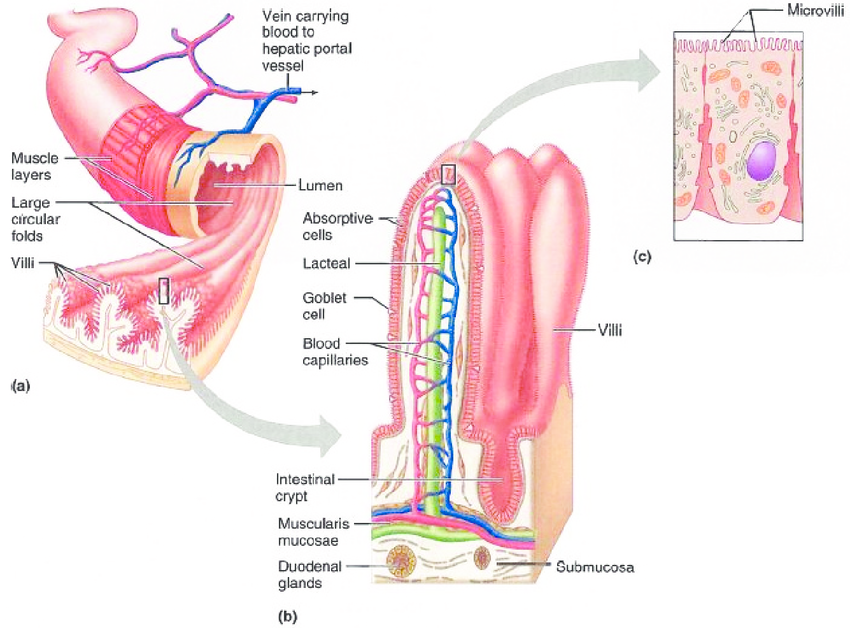 Vein carrying
blood to
hepatic portal
vessel
Muscle
layers
Large
circular
folds
Villi
Lumen
(a)
Absorptive
cells
Lacteal
Goblet
cell
Blood
capillaries
Villi
Intestinal
crypt
Muscularis
mucosae
Duodenal
glands
Submucosa
(b)
Microvilli
(c)